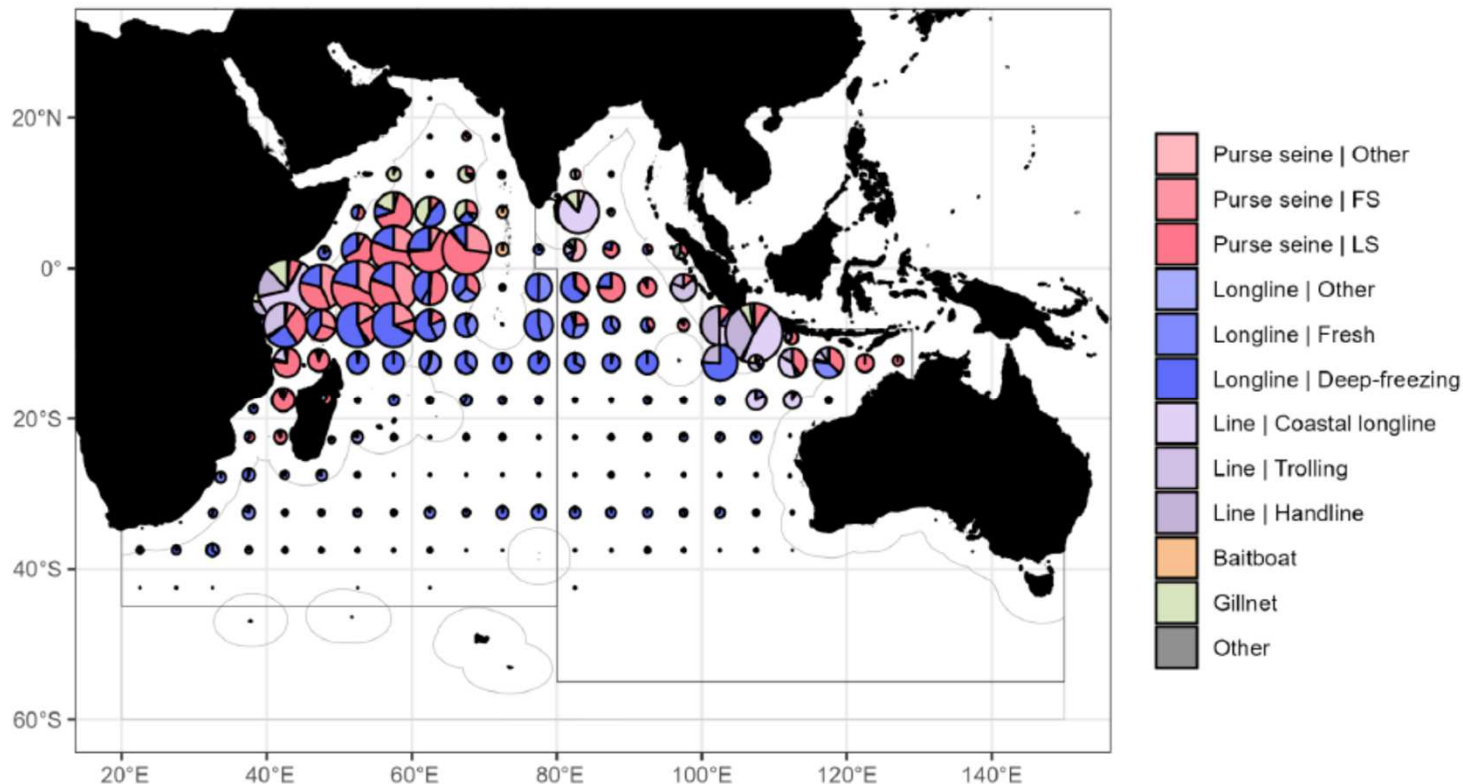 20°N
0°
20°S
40°S
60°S
20°E 40°E 60°E 80°E 100°E 120°E 140°E
Purse seine | Other
Purse seine | FS
Purse seine | LS
Longline | Other
Longline | Fresh
Longline | Deep-freezing
Line | Coastal longline
Line | Trolling
Line | Handline
Baitboat
Gillnet
Other